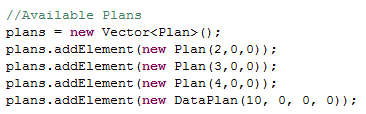 //Available Plans
plans = new Vector<Plan>();
plans.addElement(new Plan(2,0,0));
plans.addElement(new Plan(3,0,0));
plans.addElement(new Plan(4,0,0));
plans.addElement(new DataPlan(10, 0, 0, 0));